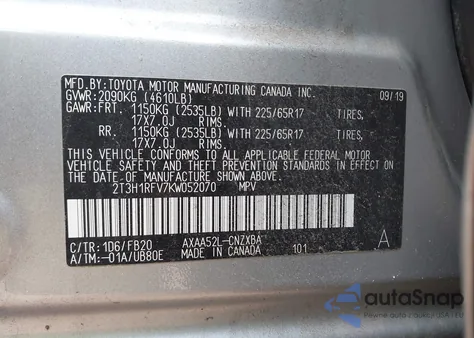 MFD.BY:TOYOTA MOTOR MANUFACTURING CANADA INC.
GVWR:2090KG (4610LB) 09/19
GAWR:FRT. 1150KG (2535LB) WITH 225/65R17 TIRES,
17X7.0J RIMS,
RR. 1150KG (2535LB) WITH 225/65R17 TIRES,
17X7.0J RIMS,
THIS VEHICLE CONFORMS TO ALL APPLICABLE FEDERAL MOTOR
VEHICLE SAFETY, BUMPER, AND THEFT PREVENTION STANDARDS
IN EFFECT ON THE DATE OF MANUFACTURE SHOWN ABOVE.
2T3H1RFV7KW052070 MPV
C/TR:1D6/FB20 AXAA52L-CNZXBA
A/TM:-01A/UB80E MADE IN CANADA 101 A
autaSnap